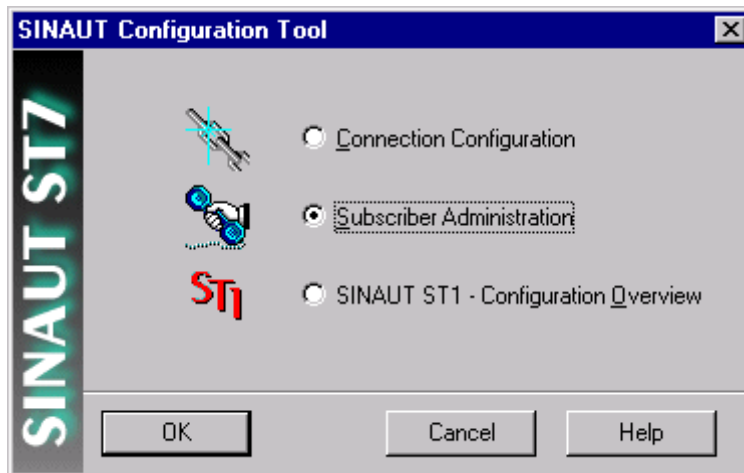 SINAUT Configuration Tool
SINAUT ST7
Connection Configuration
Subscriber Administration
ST1
SINAUT ST1 - Configuration Overview
OK
Cancel
Help